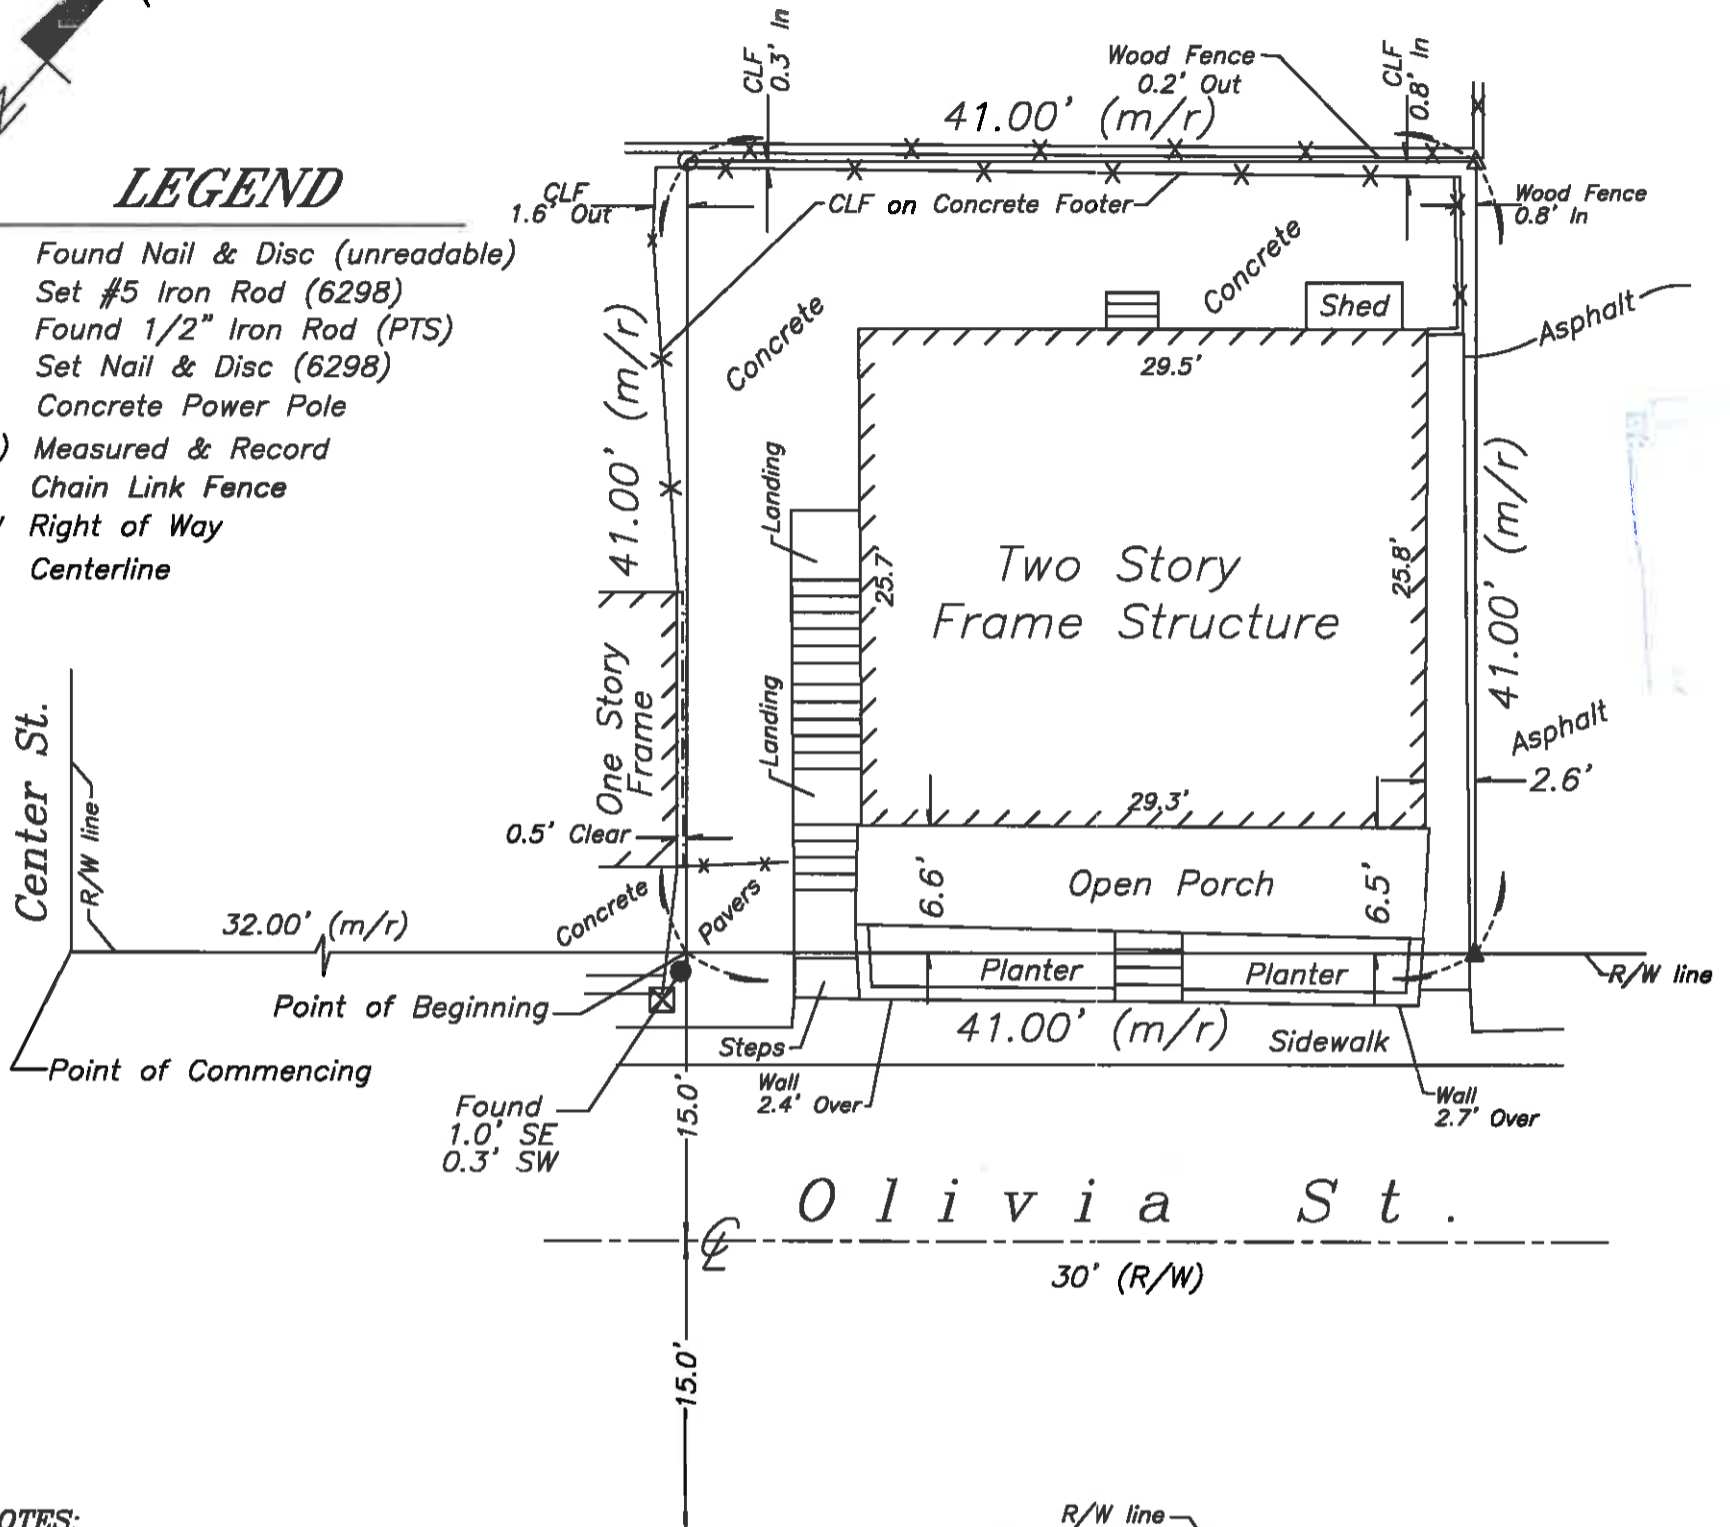 LEGEND
Found Nail & Disc (unreadable)
Set #5 Iron Rod (6298)
Found 1/2" Iron Rod (PTS)
Set Nail & Disc (6298)
Concrete Power Pole
) Measured & Record
Chain Link Fence
Right of Way
Centerline
CLF
0.3' In
Wood Fence
0.2' Out
CLF
0.8' In
41.00' (m/r)
CLF
1.6' Out
CLF on Concrete Footer
Wood Fence
0.8' In
Concrete
Concrete
Shed
Asphalt
29.5'
41.00' (m/r)
Landing
25.7'
Two Story
Frame Structure
25.8'
41.00' (m/r)
One Story
Frame
Landing
29.3'
Asphalt
2.6'
Center St.
R/W line
0.5' Clear
Concrete
Pavers
6.6'
Open Porch
6.5'
32.00' (m/r)
Planter
Planter
R/W line
Point of Beginning
41.00' (m/r)
Steps
Sidewalk
Point of Commencing
Wall
2.4' Over
Wall
2.7' Over
Found
1.0' SE
0.3' SW
15.0'
Olivia St.
30' (R/W)
15.0'
OTES:
R/W line